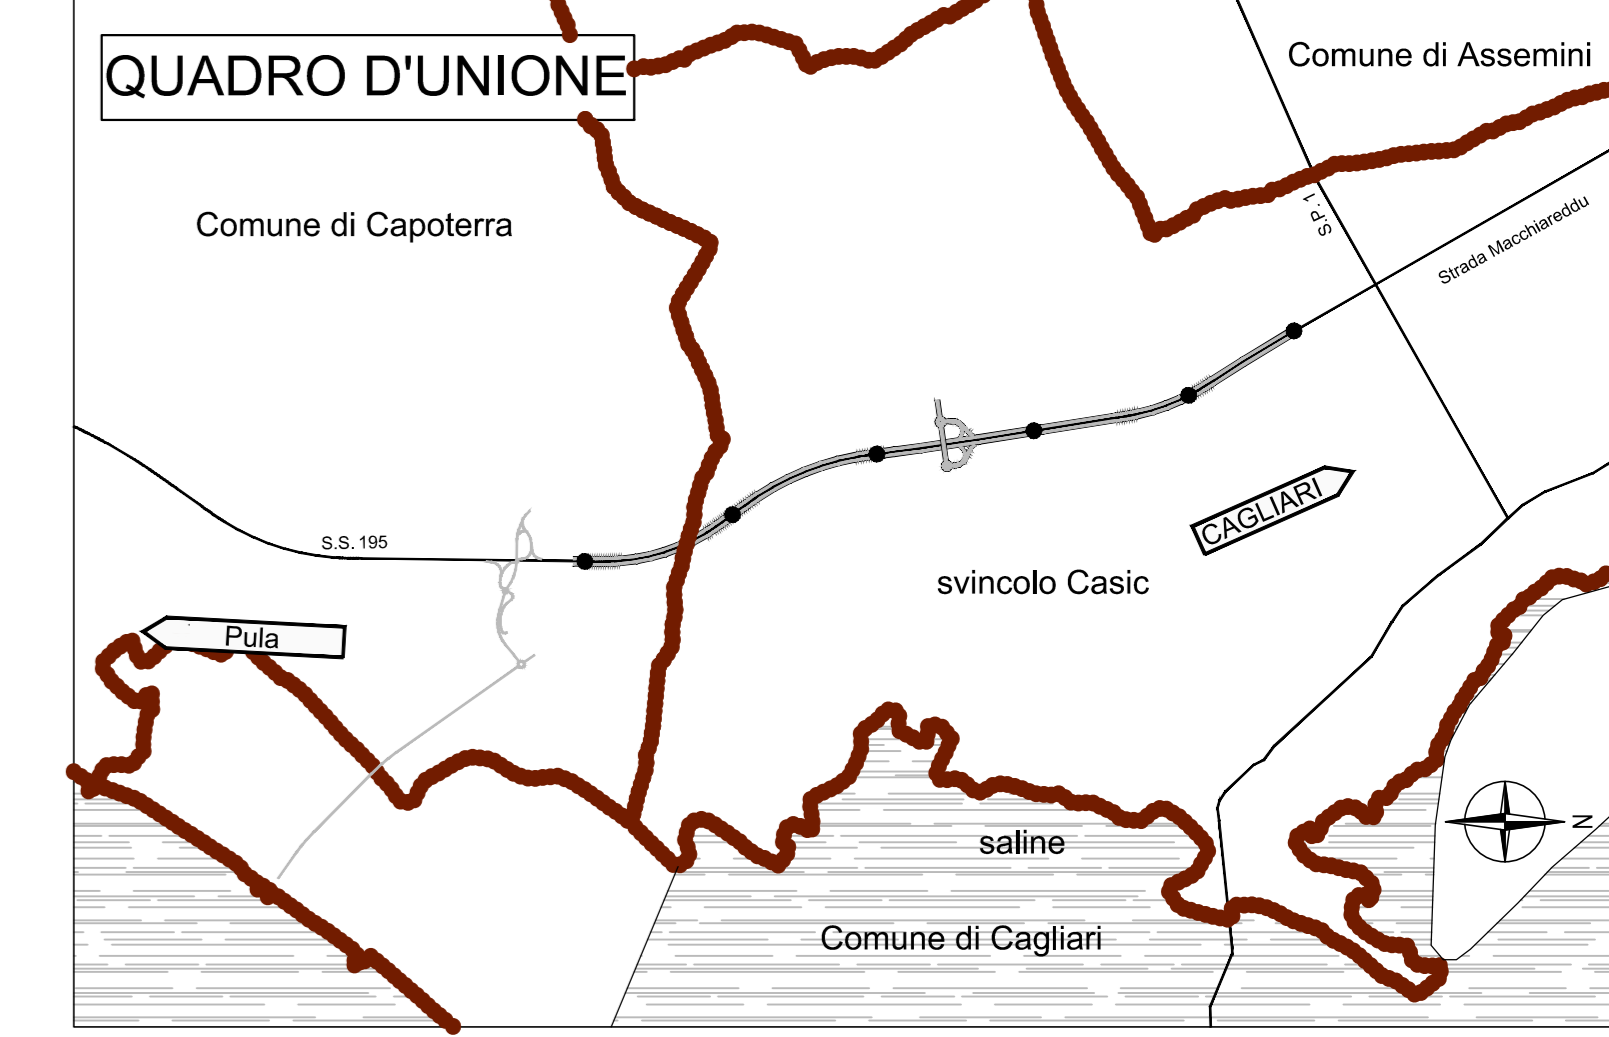 Comune di Assemini
QUADRO D'UNIONE
Comune di Capoterra
S.P. 1
Strada Macchiareddu
CAGLIARI
S.S. 195
svincolo Casic
Pula
saline
N
Comune di Cagliari